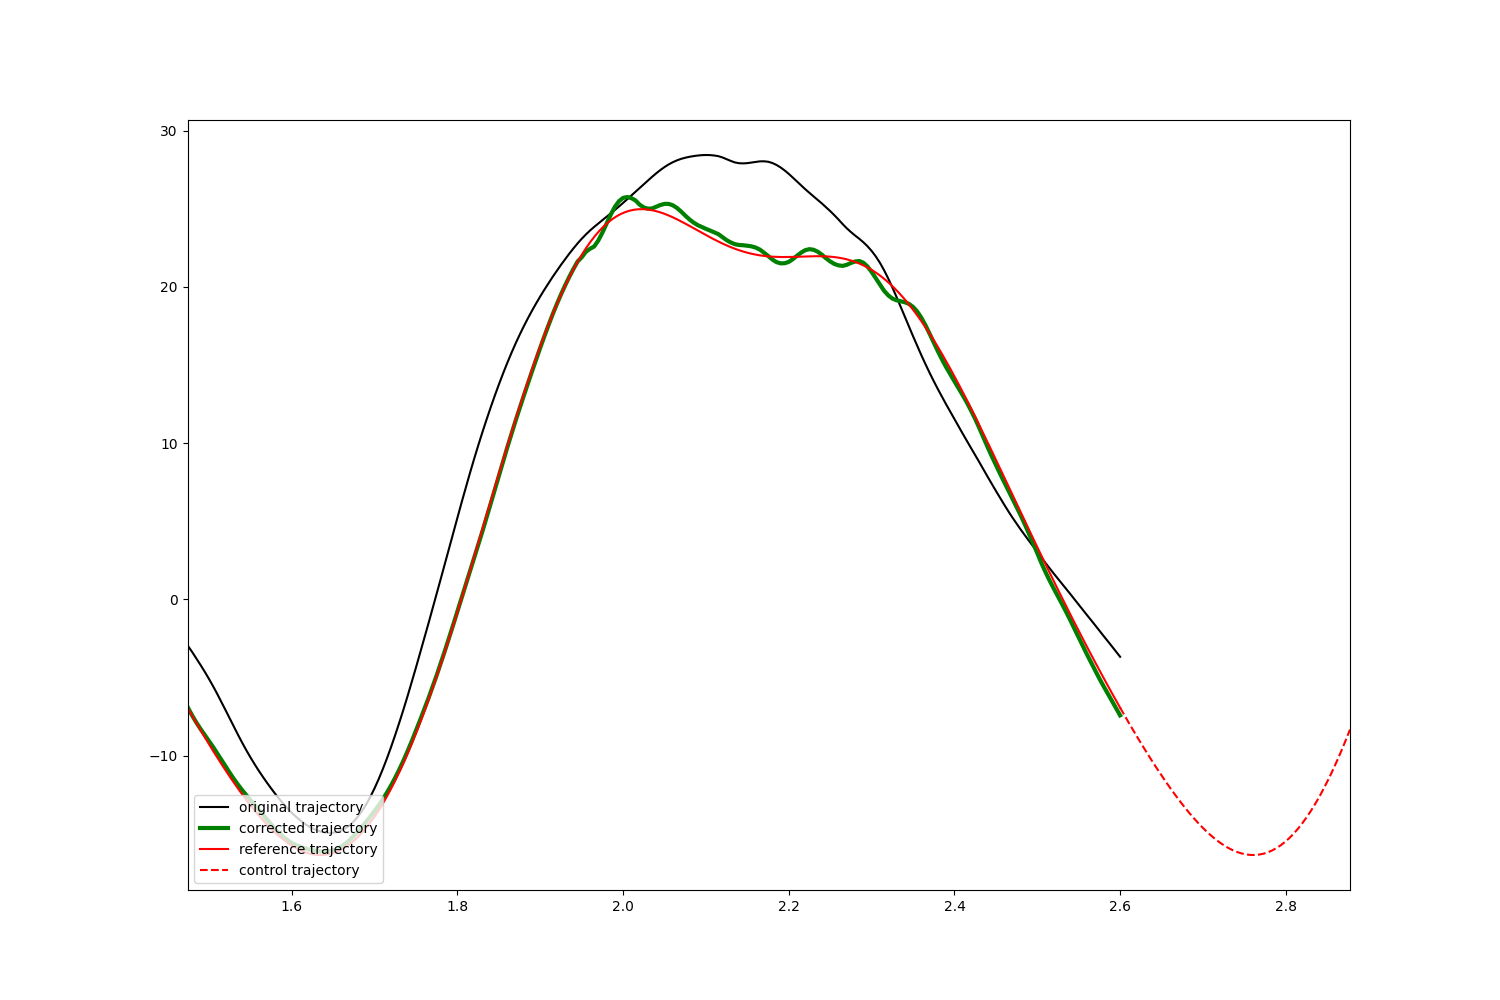 30
20
10
0
−10
original trajectory
corrected trajectory
reference trajectory
control trajectory
1.6 1.8 2.0 2.2 2.4 2.6 2.8